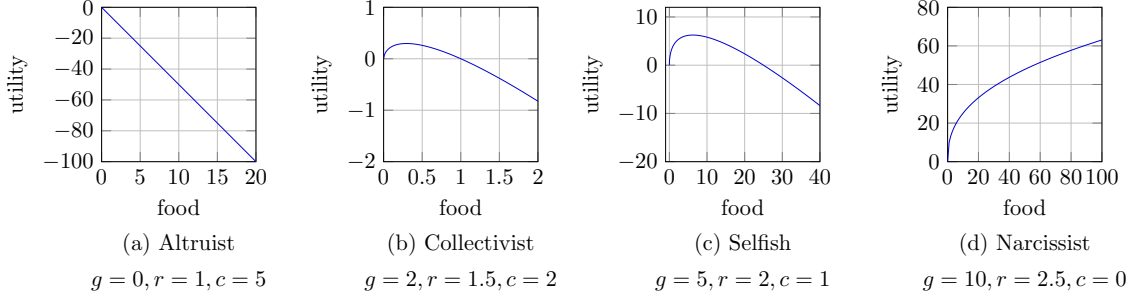 0
−20
−40
−60
−80
−100
0 5 10 15 20
utility
food
(a) Altruist
g = 0, r = 1, c = 5
1
0
−1
−2
0 0.5 1 1.5 2
utility
food
(b) Collectivist
g = 2, r = 1.5, c = 2
10
0
−10
−20
0 10 20 30 40
utility
food
(c) Selfish
g = 5, r = 2, c = 1
80
60
40
20
0
0 20 40 60 80 100
utility
food
(d) Narcissist
g = 10, r = 2.5, c = 0